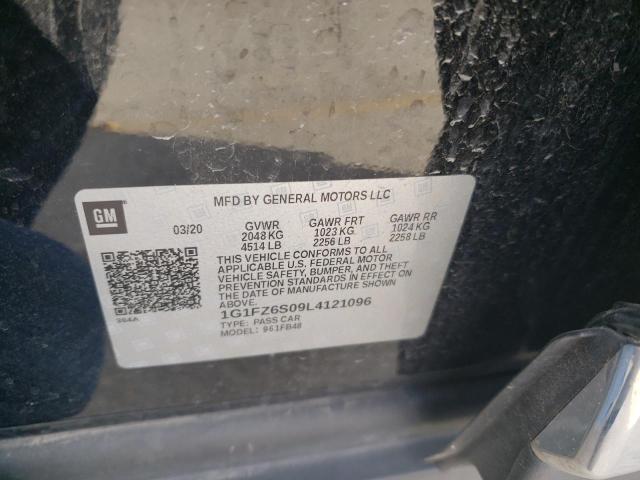 MFD BY GENERAL MOTORS LLC
GM
03/20 GVWR GAWR FRT GAWR RR
2048 KG 1023 KG 1024 KG
4514 LB 2256 LB 2258 LB
THIS VEHICLE CONFORMS TO ALL
APPLICABLE U.S. FEDERAL MOTOR
VEHICLE SAFETY, BUMPER, AND THEFT
PREVENTION STANDARDS IN EFFECT ON
THE DATE OF MANUFACTURE SHOWN ABOVE.
1G1FZ6S09L4121096
TYPE: PASS CAR
MODEL: 961FB48
364A